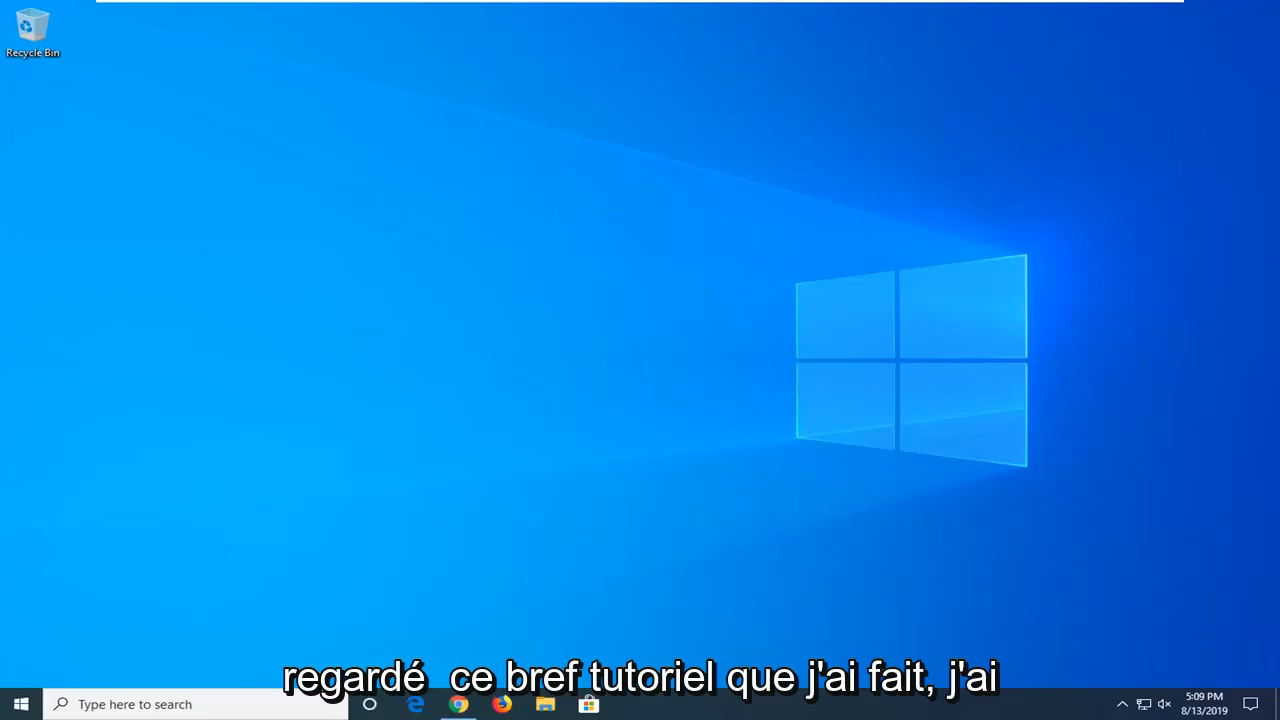 Recycle Bin
regardé  ce bref tutoriel que j'ai fait, j'ai
Type here to search
5:09 PM
8/13/2019